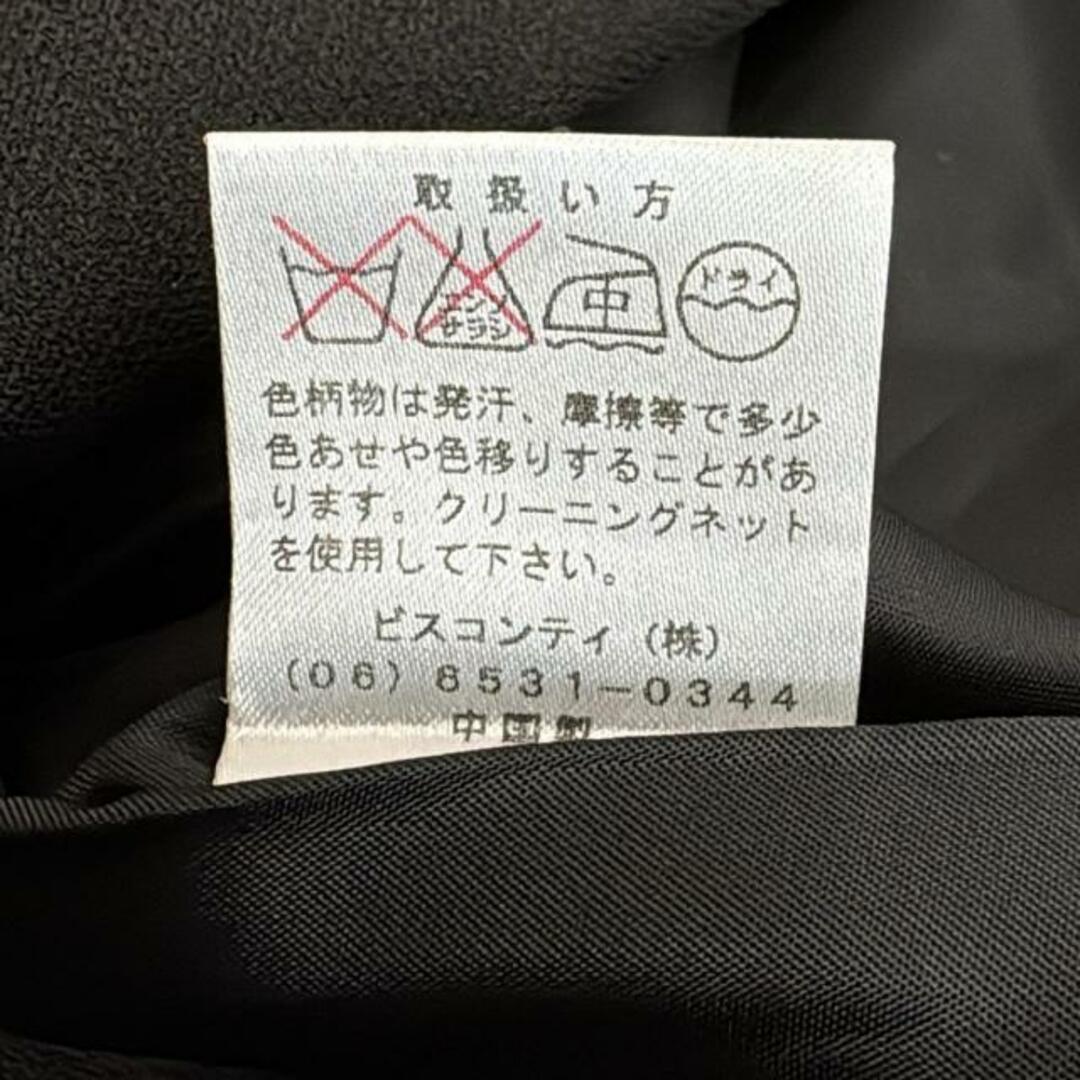 取扱い方
エンソ
サラシ
中
ドライ
色柄物は発汗、摩擦等で多少
色あせや色移りすることがあ
ります。クリーニングネット
を使用して下さい。
ビスコンティ(株)
(06)6531-0344
中国製